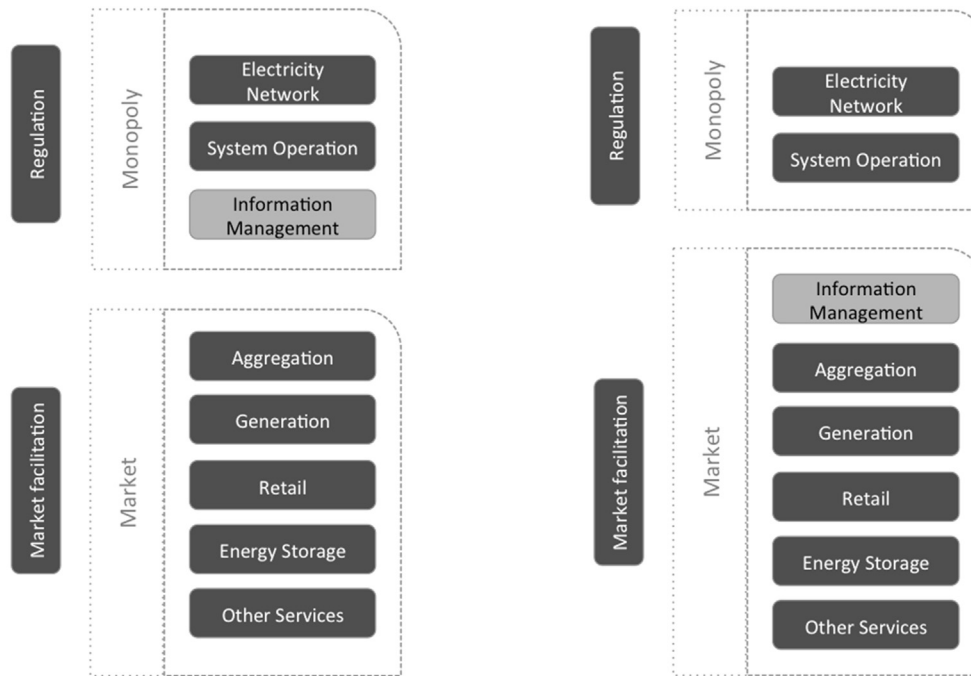 Regulation
Monopoly
Electricity
Network
System Operation
Information
Management
Market facilitation
Market
Aggregation
Generation
Retail
Energy Storage
Other Services
Regulation
Monopoly
Electricity
Network
System Operation
Market facilitation
Market
Information
Management
Aggregation
Generation
Retail
Energy Storage
Other Services